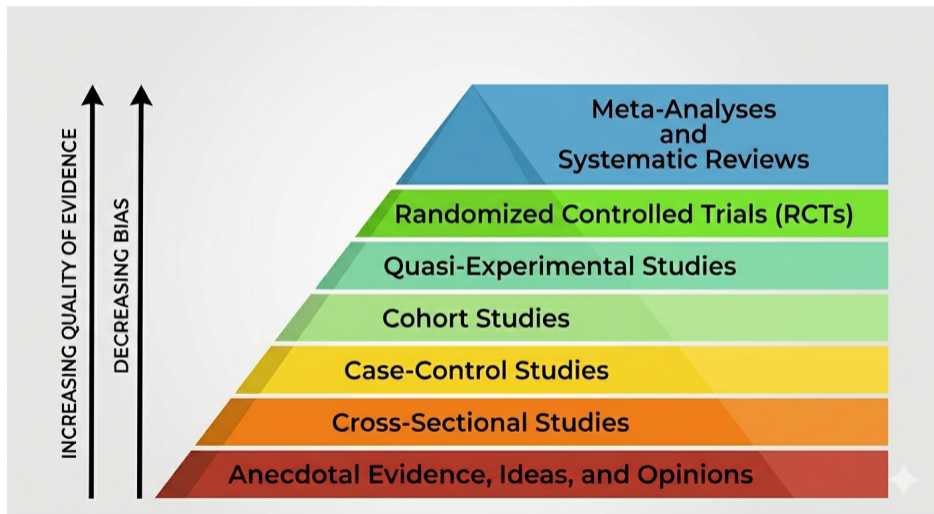 INCREASING QUALITY OF EVIDENCE
DECREASING BIAS
Meta-Analyses
and
Systematic Reviews
Randomized Controlled Trials (RCTs)
Quasi-Experimental Studies
Cohort Studies
Case-Control Studies
Cross-Sectional Studies
Anecdotal Evidence, Ideas, and Opinions